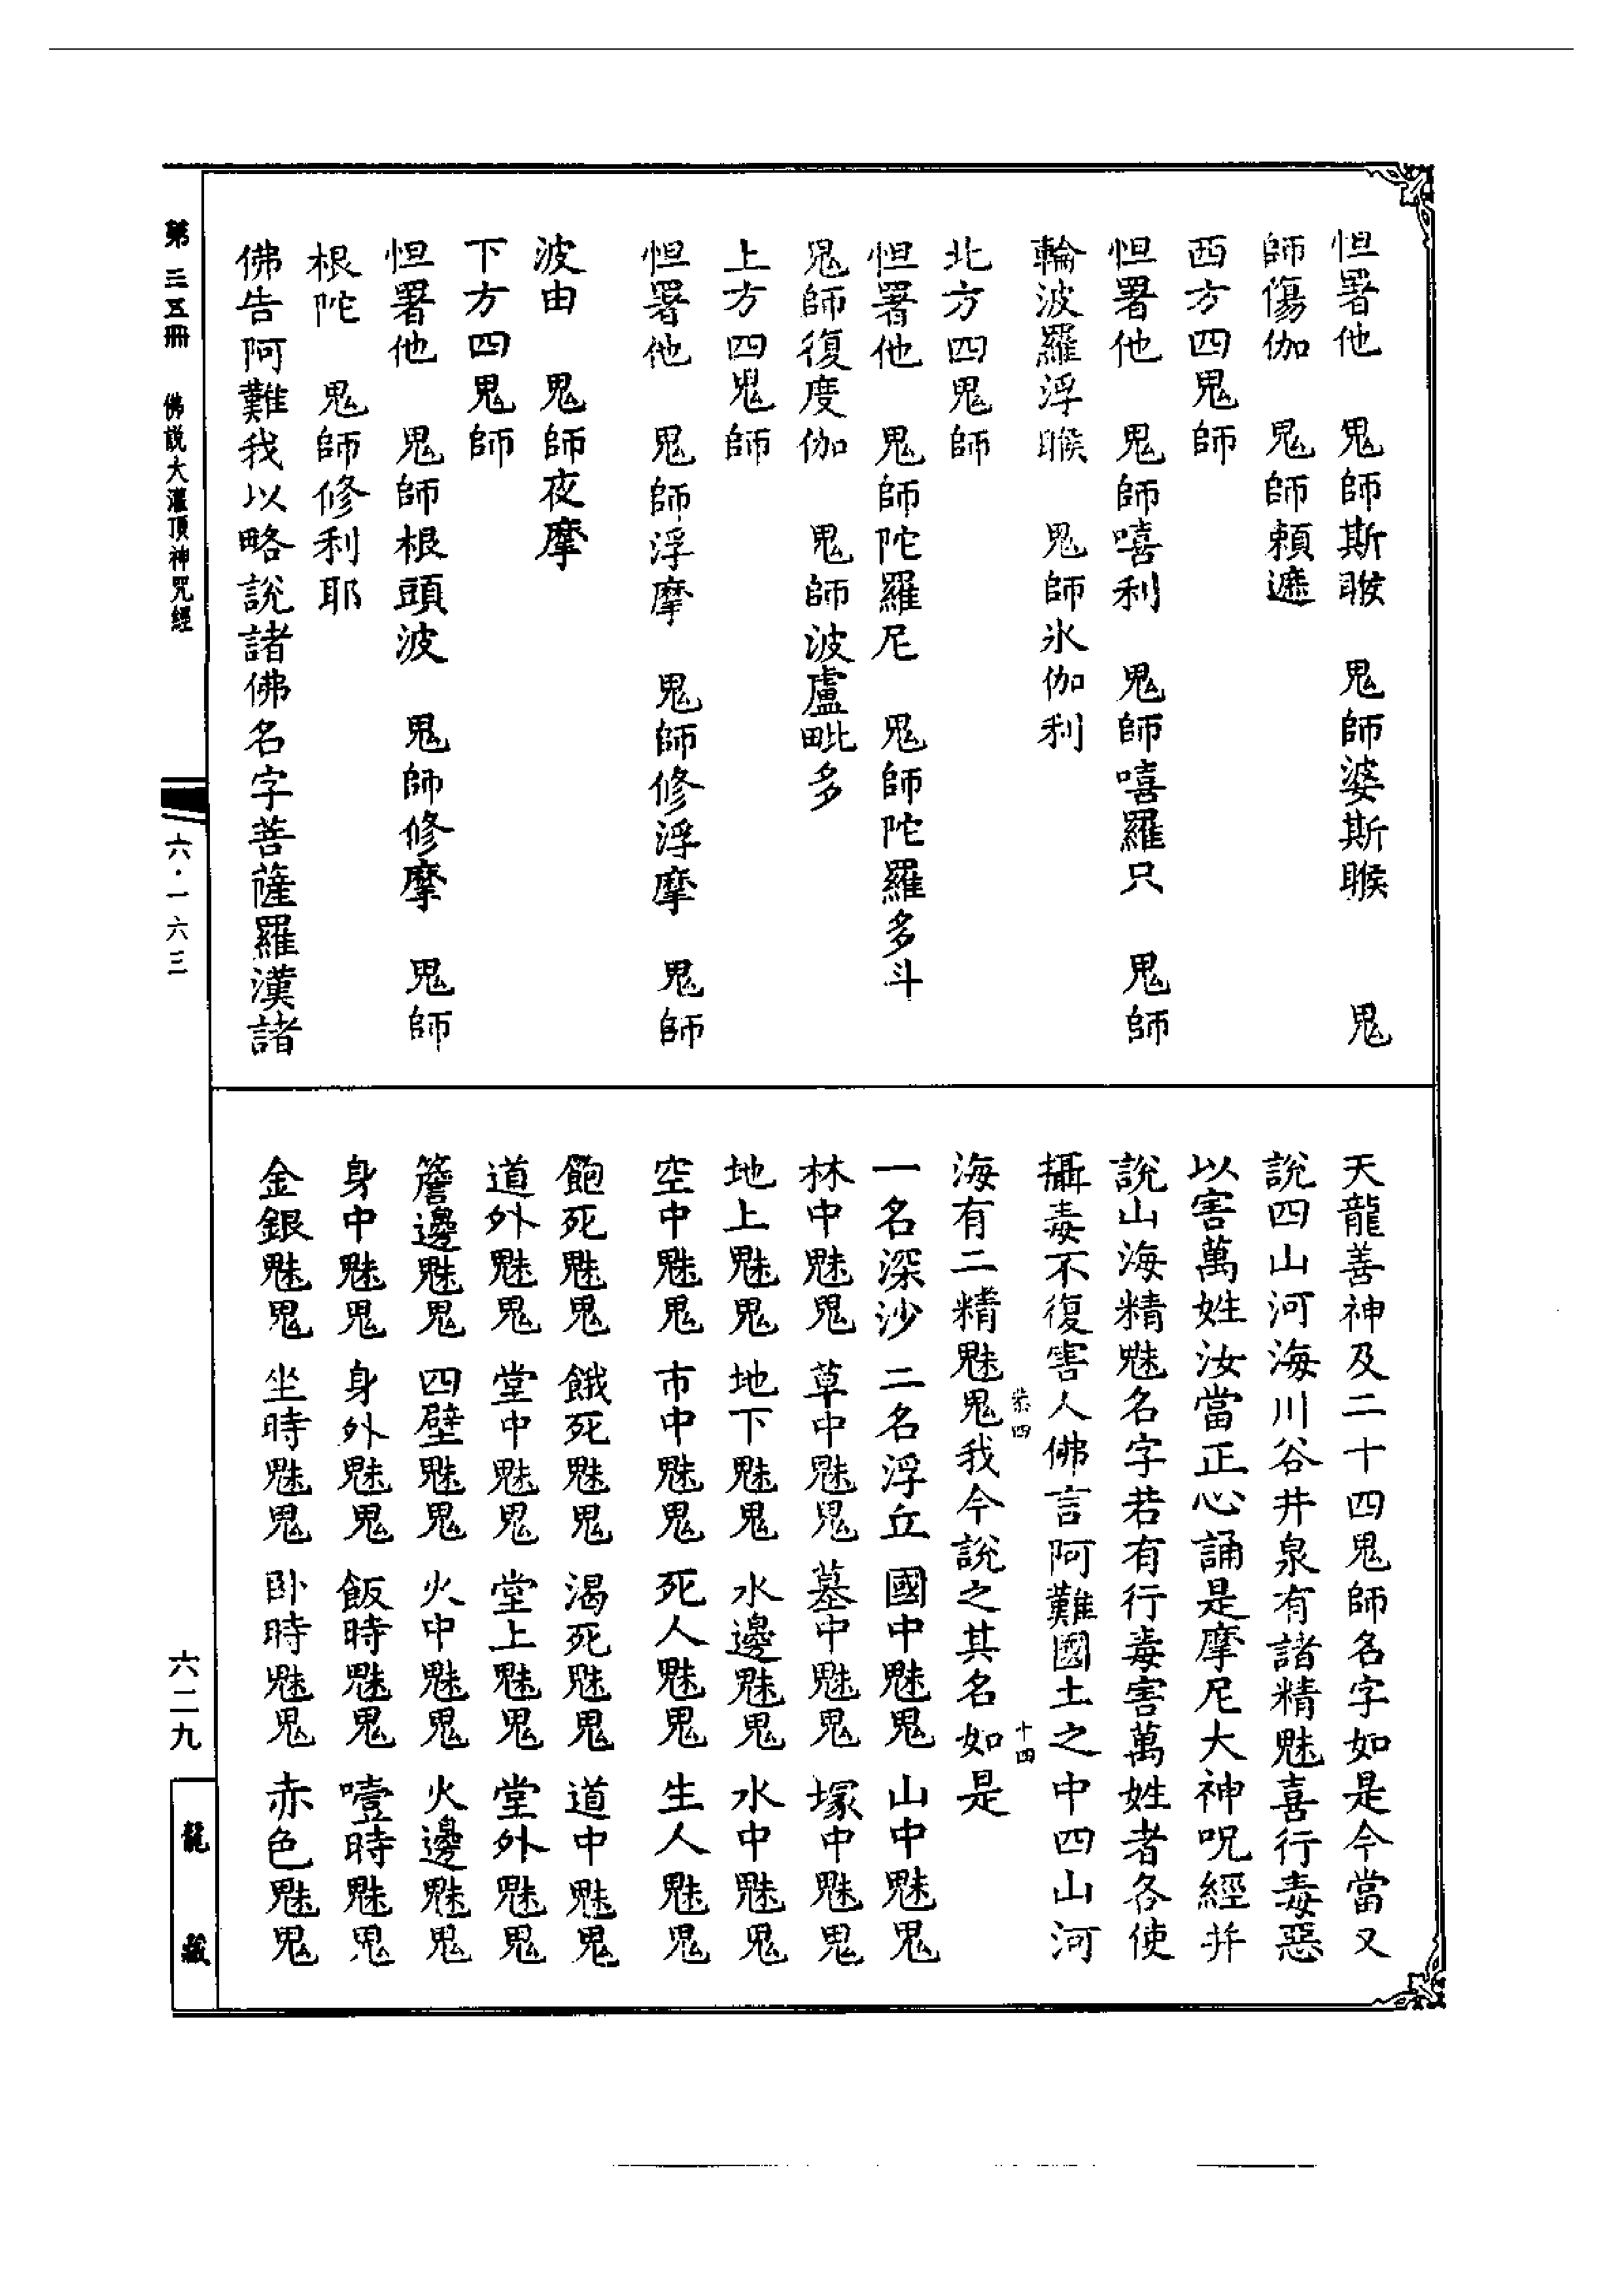 怛署他　鬼師斯睺　鬼師婆斯睺　鬼
師傷伽　鬼師賴遮
西方四鬼師
怛署他　鬼師嘻利　鬼師嘻羅只　鬼師
輪波羅浮睺　鬼師氷伽利
北方四鬼師
怛署他　鬼師陀羅尼　鬼師陀羅多斗
鬼師復度伽　鬼師波盧毗多
上方四鬼師
怛署他　鬼師浮摩　鬼師修浮摩　鬼師
波由　鬼師夜摩
下方四鬼師
怛署他　鬼師根頭波　鬼師修摩　鬼師
根陀　鬼師修利耶
佛告阿難我以略說諸佛名字菩薩羅漢諸
天龍善神及二十四鬼師名字如是今當又
說四山河海川谷井泉有諸精魅喜行毒惡
以害萬姓汝當正心誦是摩尼大神呪經并
說山海精魅名字若有行毒害萬姓者各使
攝毒不復害人佛言阿難國土之中四山河
海有二精魅鬼我今說之其名如是
一名深沙　二名浮丘　國中魅鬼　山中魅鬼
林中魅鬼　草中魅鬼　墓中魅鬼　塚中魅鬼
地上魅鬼　地下魅鬼　水邊魅鬼　水中魅鬼
空中魅鬼　市中魅鬼　死人魅鬼　生人魅鬼
飽死魅鬼　餓死魅鬼　渴死魅鬼　道中魅鬼
道外魅鬼　堂中魅鬼　堂上魅鬼　堂外魅鬼
簷邊魅鬼　四壁魅鬼　火中魅鬼　火邊魅鬼
身中魅鬼　身外魅鬼　飯時魅鬼　噎時魅鬼
金銀魅鬼　坐時魅鬼　卧時魅鬼　赤色魅鬼
第三五冊　佛說大灌頂神咒經
六·一六三
六二九
龍藏
四
十四